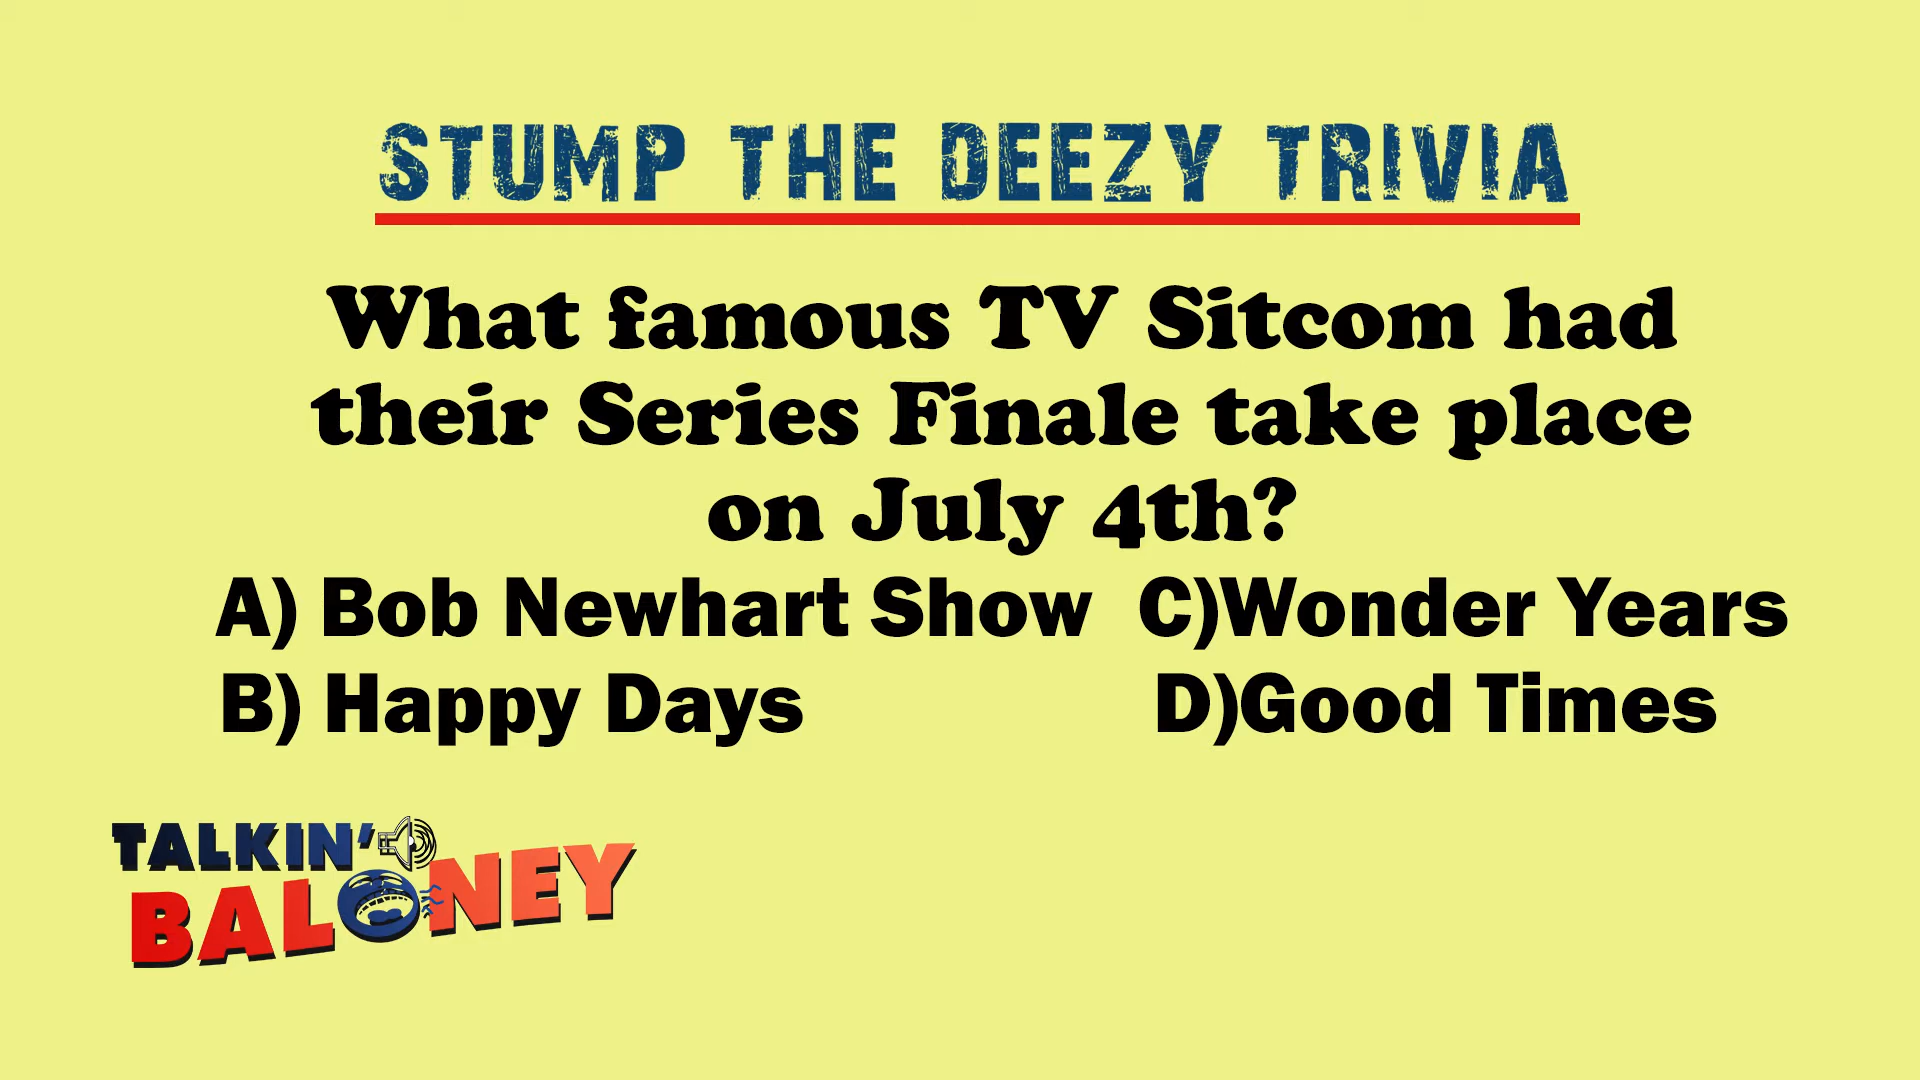 STUMP THE DEEZY TRIVIA
What famous TV Sitcom had
their Series Finale take place
on July 4th?
A) Bob Newhart Show C)Wonder Years
B) Happy Days D)Good Times
TALKIN'
BALONEY